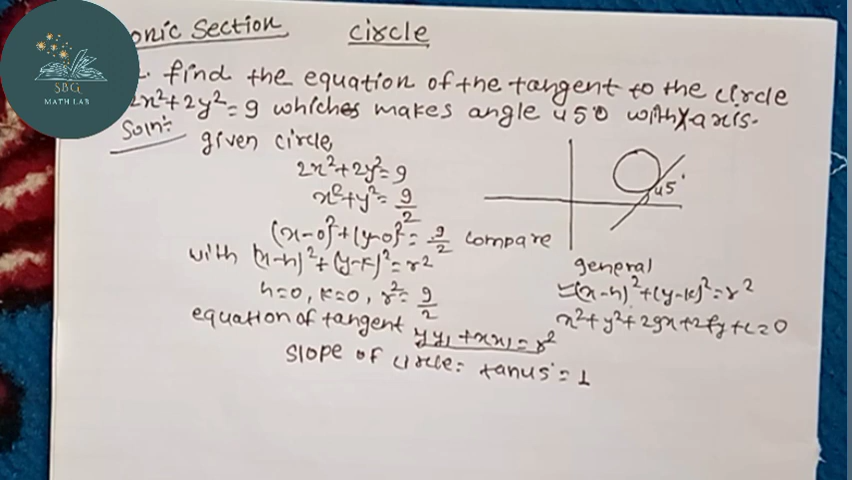 SBG
MATH LAB
onic Section Circle
2. find the equation of the tangent to the circle
2x²+2y²=9 which makes angle 45° with x axis.
Soln:-
given circle,
2x²+2y²=9
x²+y²=9/2
(x-0)²+(y-0)²=9/2 compare
with (x-h)²+(y-k)²=r²
h=0, k=0, r²=9/2
equation of tangent yy₁+xx₁=r²
slope of circle= tan45°=1
45°
general
=(x-h)²+(y-k)²=r²
x²+y²+2gx+2fy+c=0